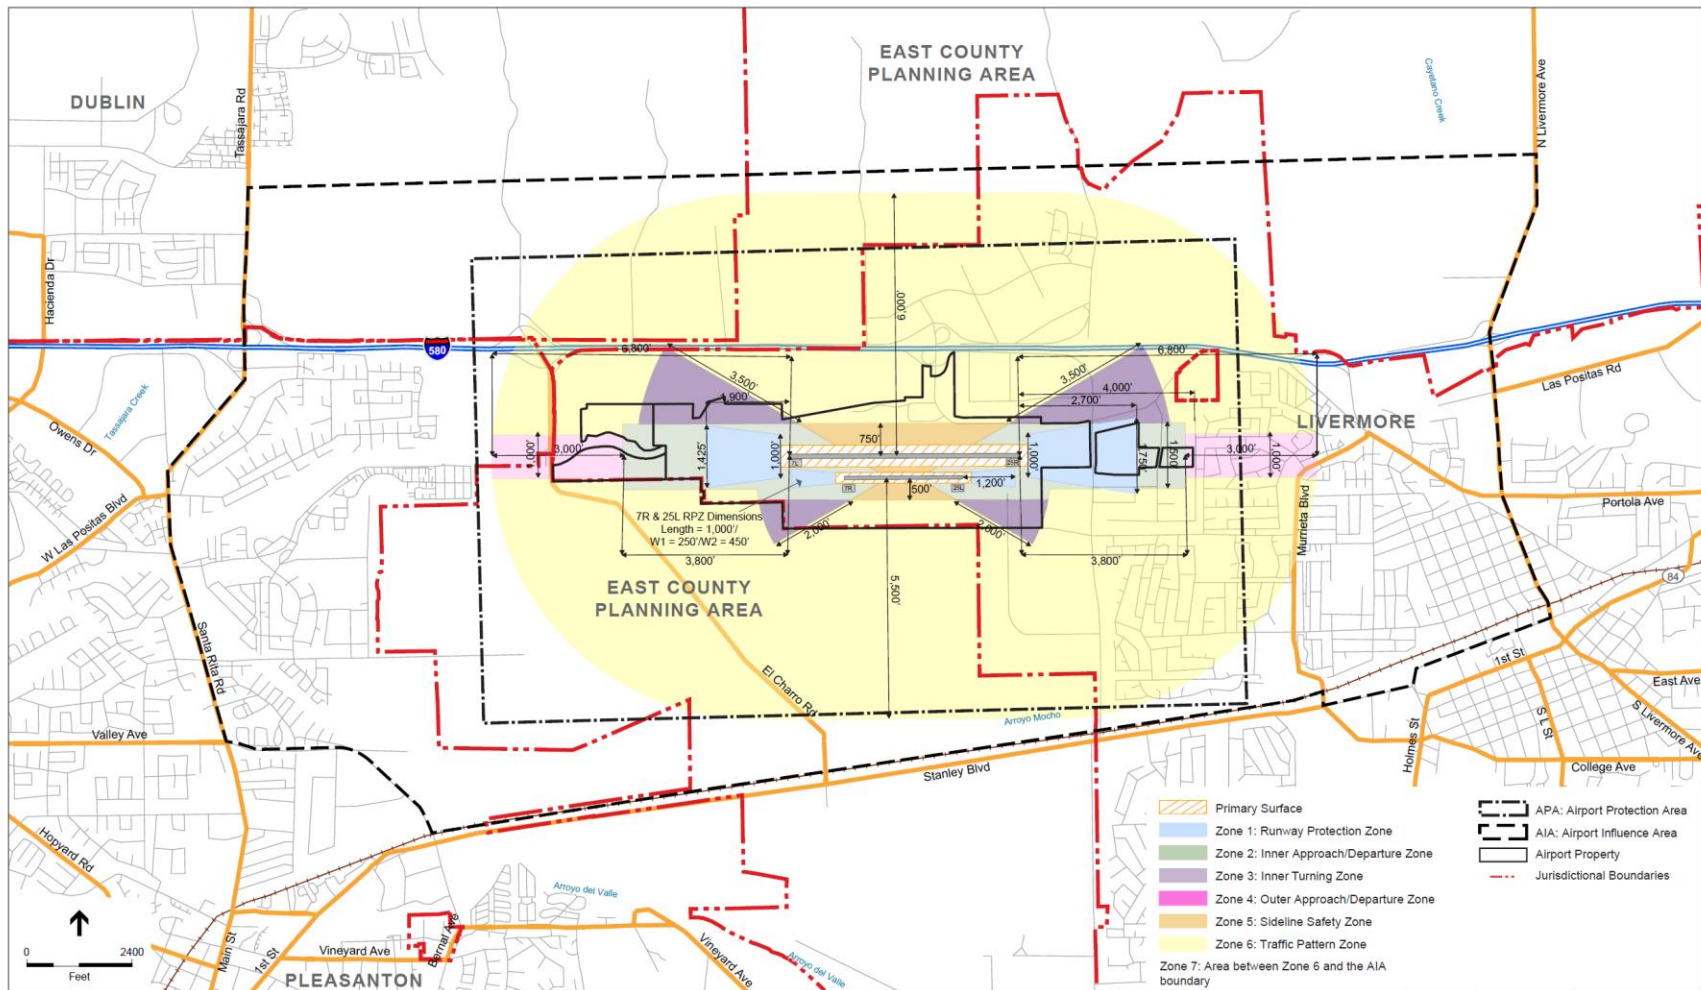 EAST COUNTY
PLANNING AREA
DUBLIN
Tassajara Rd
Cayetano Creek
N Livermore Ave
Hacienda Dr
580
6,000'
6,800'
6,800'
3,500'
3,500'
1,900'
4,000'
2,700'
Las Positas Rd
Tassajara Creek
Owens Dr
LIVERMORE
1,000'
3,000'
1,425'
1,000'
750'
1,000'
1,750'
1,500'
3,000'
1,000'
7L
25R
7R
25L
1,200'
500'
W Las Positas Blvd
Portola Ave
Murrieta Blvd
7R & 25L RPZ Dimensions
Length = 1,000'/
W1 = 250'/W2 = 450'
2,000'
2,000'
3,800'
3,800'
84
EAST COUNTY
PLANNING AREA
5,500'
Santa Rita Rd
El Charro Rd
1st St
East Ave
Arroyo Mocho
S L St
S Livermore Ave
Valley Ave
Holmes St
College Ave
Stanley Blvd
Hopyard Rd
Arroyo del Valle
Main St
1st St
Vineyard Ave
Bernal Ave
Vineyard Ave
Arroyo del Valle
PLEASANTON
0
2400
Feet
Primary Surface
Zone 1: Runway Protection Zone
Zone 2: Inner Approach/Departure Zone
Zone 3: Inner Turning Zone
Zone 4: Outer Approach/Departure Zone
Zone 5: Sideline Safety Zone
Zone 6: Traffic Pattern Zone
Zone 7: Area between Zone 6 and the AIA
boundary
APA: Airport Protection Area
AIA: Airport Influence Area
Airport Property
Jurisdictional Boundaries